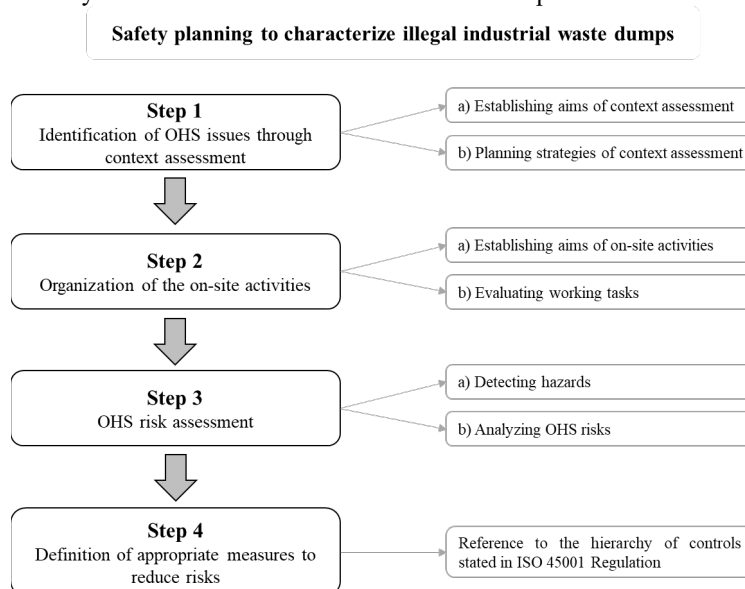 Safety planning to characterize illegal industrial waste dumps
Step 1
Identification of OHS issues through
context assessment
a) Establishing aims of context assessment
b) Planning strategies of context assessment
Step 2
Organization of the on-site activities
a) Establishing aims of on-site activities
b) Evaluating working tasks
Step 3
OHS risk assessment
a) Detecting hazards
b) Analyzing OHS risks
Step 4
Definition of appropriate measures to
reduce risks
Reference to the hierarchy of controls
stated in ISO 45001 Regulation